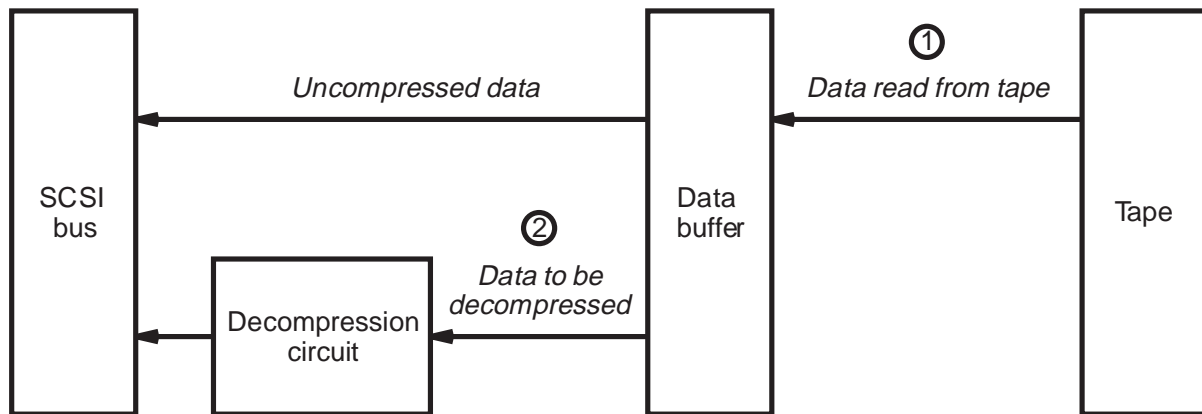 1
Uncompressed data
Data read from tape
SCSI
bus
Data
buffer
Tape
2
Data to be
decompressed
Decompression
circuit